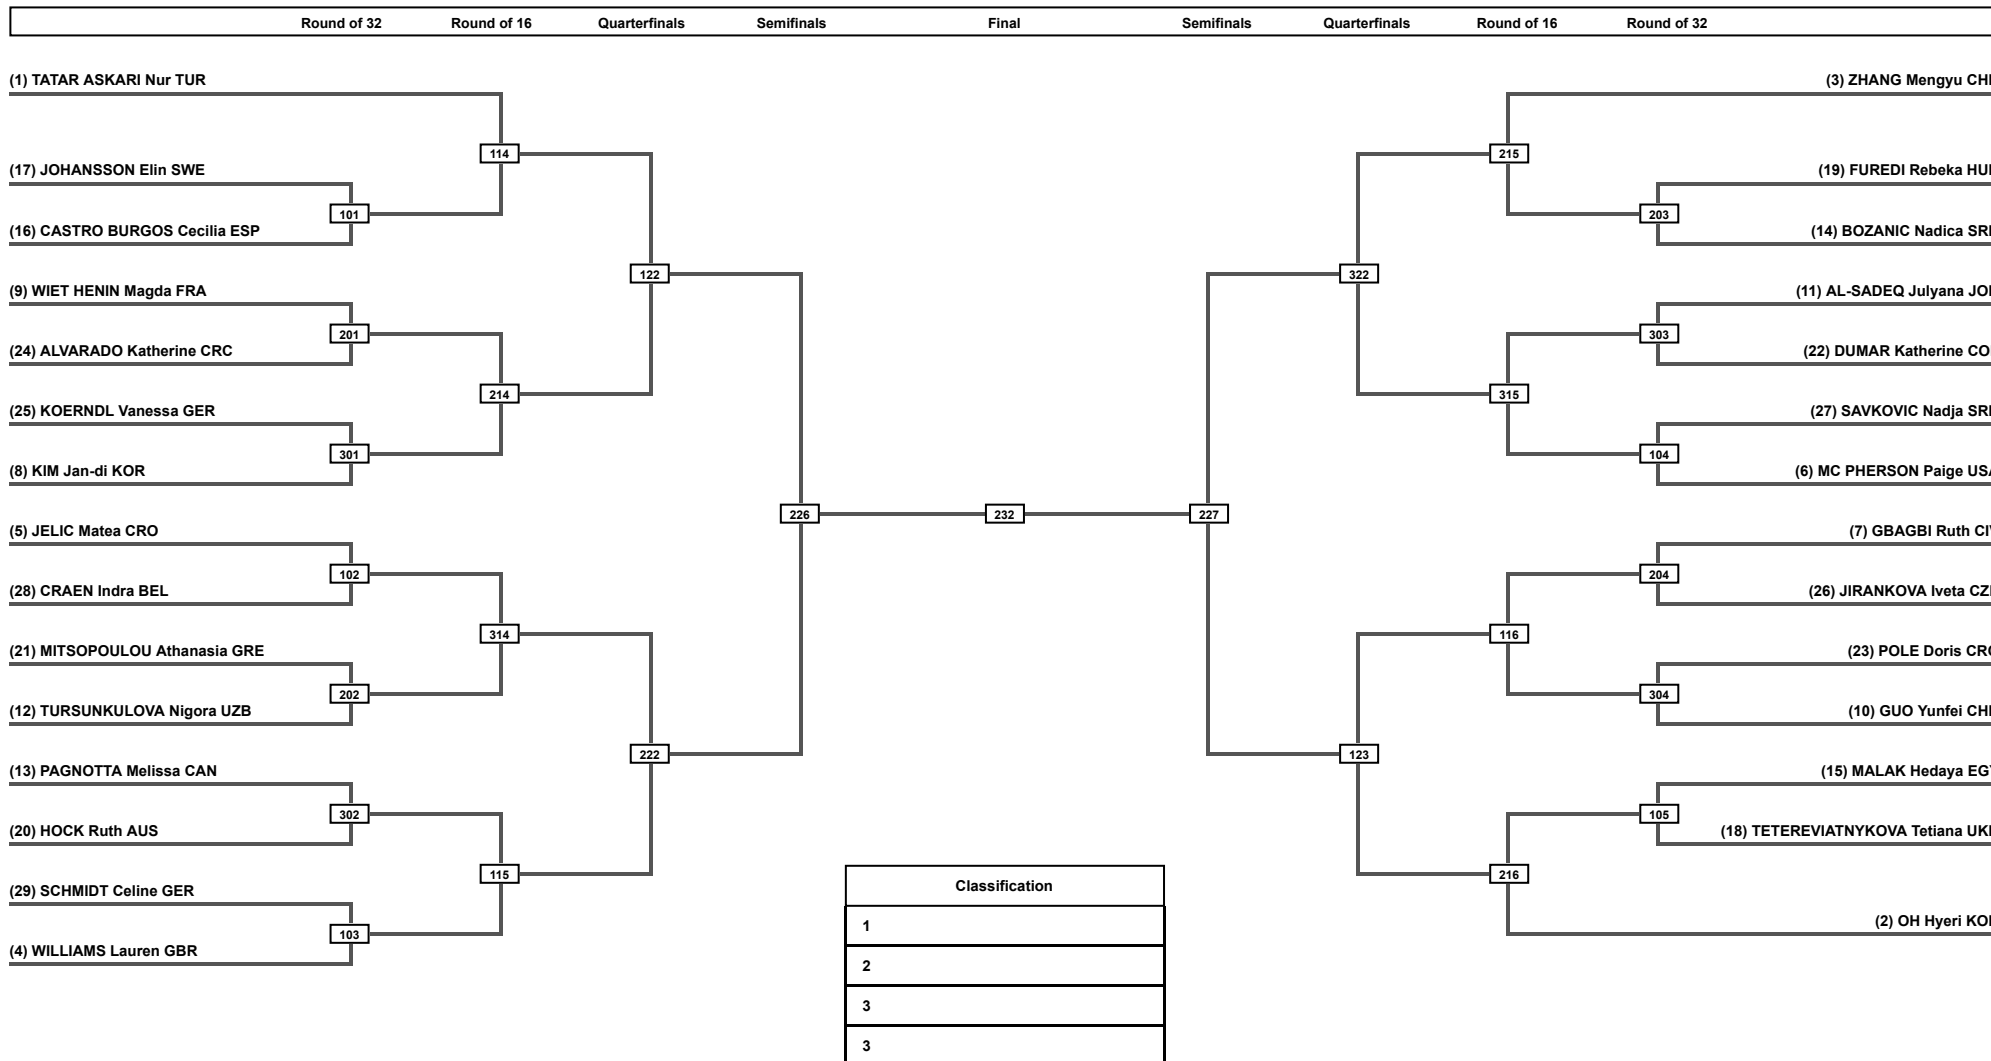 Round of 32 Round of 16 Quarterfinals Semifinals Final Semifinals Quarterfinals Round of 16 Round of 32
(1) TATAR ASKARI Nur TUR
(3) ZHANG Mengyu
114
215
(17) JOHANSSON Elin SWE
(19) FUREDI Rebeka
101
203
(16) CASTRO BURGOS Cecilia ESP
(14) BOZANIC Nadica
122
322
(9) WIET HENIN Magda FRA
(11) AL-SADEQ Julyana
201
303
(24) ALVARADO Katherine CRC
(22) DUMAR Katherine
214
315
(25) KOERNDL Vanessa GER
(27) SAVKOVIC Nadja
301
104
(8) KIM Jan-di KOR
(6) MC PHERSON Paige USA
226
232
227
(5) JELIC Matea CRO
(7) GBAGBI Ruth
102
204
(28) CRAEN Indra BEL
(26) JIRANKOVA Iveta
314
116
(21) MITSOPOULOU Athanasia GRE
(23) POLE Doris
202
304
(12) TURSUNKULOVA Nigora UZB
(10) GUO Yunfei
222
123
(13) PAGNOTTA Melissa CAN
(15) MALAK Hedaya
302
105
(20) HOCK Ruth AUS
(18) TETEREVIATNYKOVA Tetiana
115
216
(29) SCHMIDT Celine GER
(2) OH Hyeri
103
(4) WILLIAMS Lauren GBR
Classification
1
2
3
3